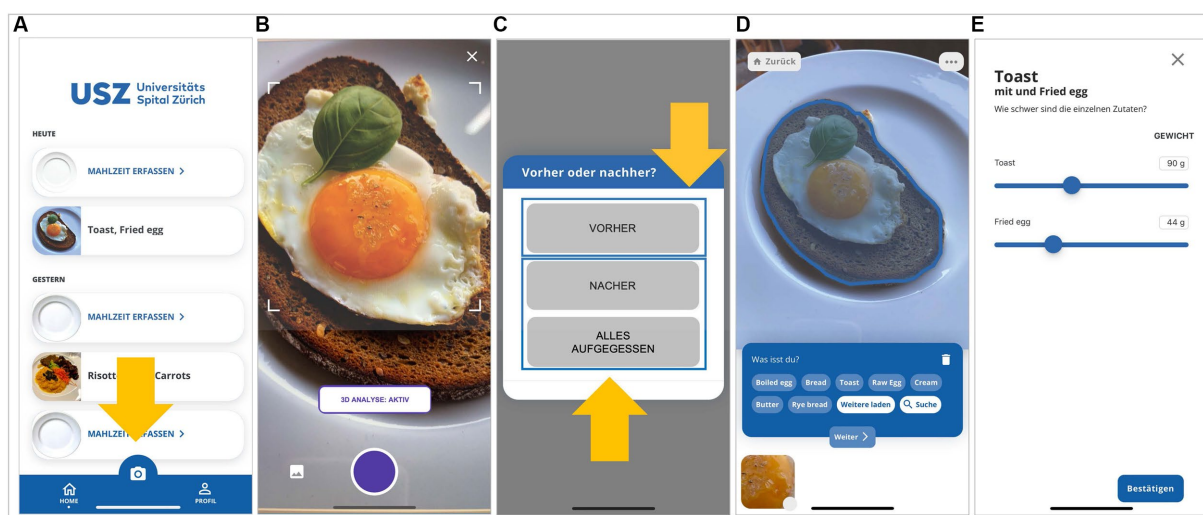 A
USZ Universitäts
Spital Zürich
HEUTE
MAHLZEIT ERFASSEN >
Toast, Fried egg
GESTERN
MAHLZEIT ERFASSEN >
Carrots
MAHLZEIT ERFASSEN >
HOME
PROFIL
B
3D ANALYSE: AKTIV
C
Vorher oder nachher?
VORHER
NACHER
ALLES
AUFGEGESSEN
D
Zurück
Was isst du?
Boiled egg Bread Toast Raw Egg Cream
Butter Rye bread Weitere laden Suche
Weiter >
E
Toast
mit und Fried egg
Wie schwer sind die einzelnen Zutaten?
GEWICHT
Toast 90 g
Fried egg 44 g
Bestätigen